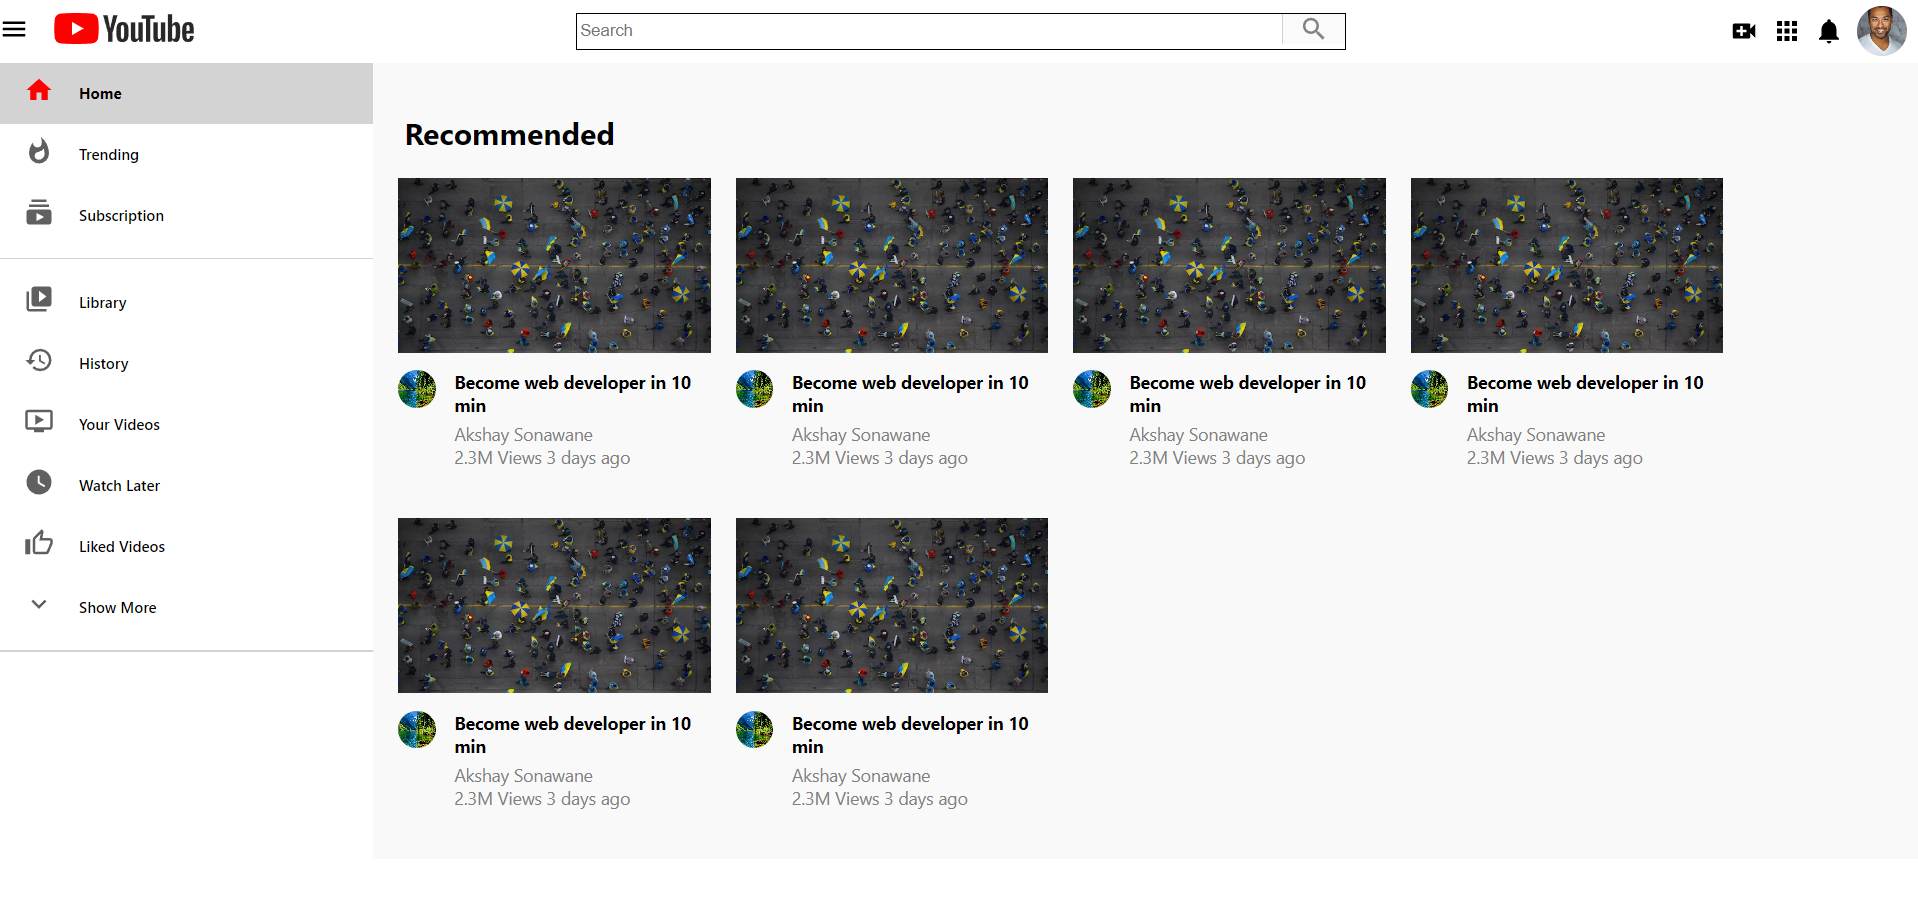 YouTube
Search
Home
Trending
Subscription
Library
History
Your Videos
Watch Later
Liked Videos
Show More
Recommended
Become web developer in 10
min
Akshay Sonawane
2.3M Views 3 days ago
Become web developer in 10
min
Akshay Sonawane
2.3M Views 3 days ago
Become web developer in 10
min
Akshay Sonawane
2.3M Views 3 days ago
Become web developer in 10
min
Akshay Sonawane
2.3M Views 3 days ago
Become web developer in 10
min
Akshay Sonawane
2.3M Views 3 days ago
Become web developer in 10
min
Akshay Sonawane
2.3M Views 3 days ago